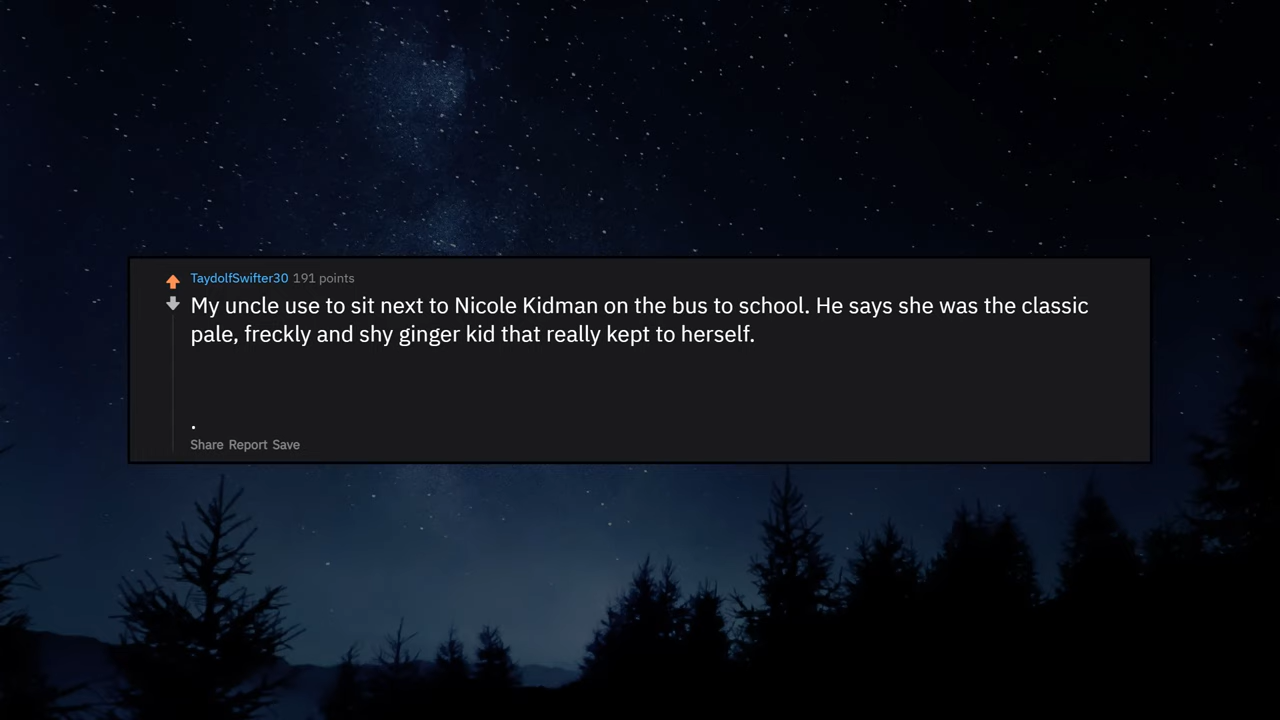 TaydolfSwifter30 191 points
My uncle use to sit next to Nicole Kidman on the bus to school. He says she was the classic
pale, freckly and shy ginger kid that really kept to herself.
.
Share Report Save